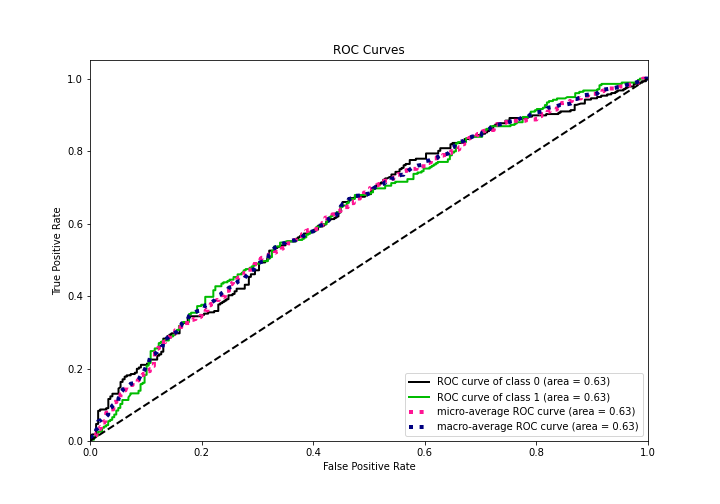 ROC Curves
True Positive Rate
1.0
0.8
0.6
0.4
0.2
0.0
ROC curve of class 0 (area = 0.63)
ROC curve of class 1 (area = 0.63)
micro-average ROC curve (area = 0.63)
macro-average ROC curve (area = 0.63)
0.0 0.2 0.4 0.6 0.8 1.0
False Positive Rate